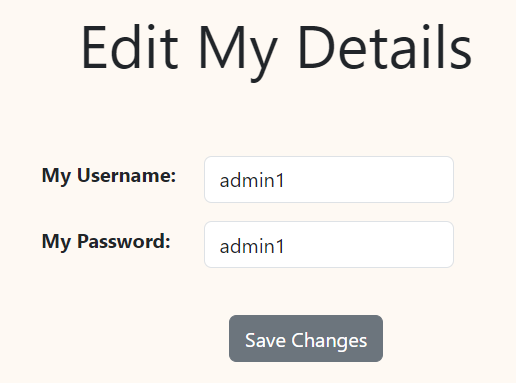 Edit My Details
My Username: admin1
My Password: admin1
Save Changes